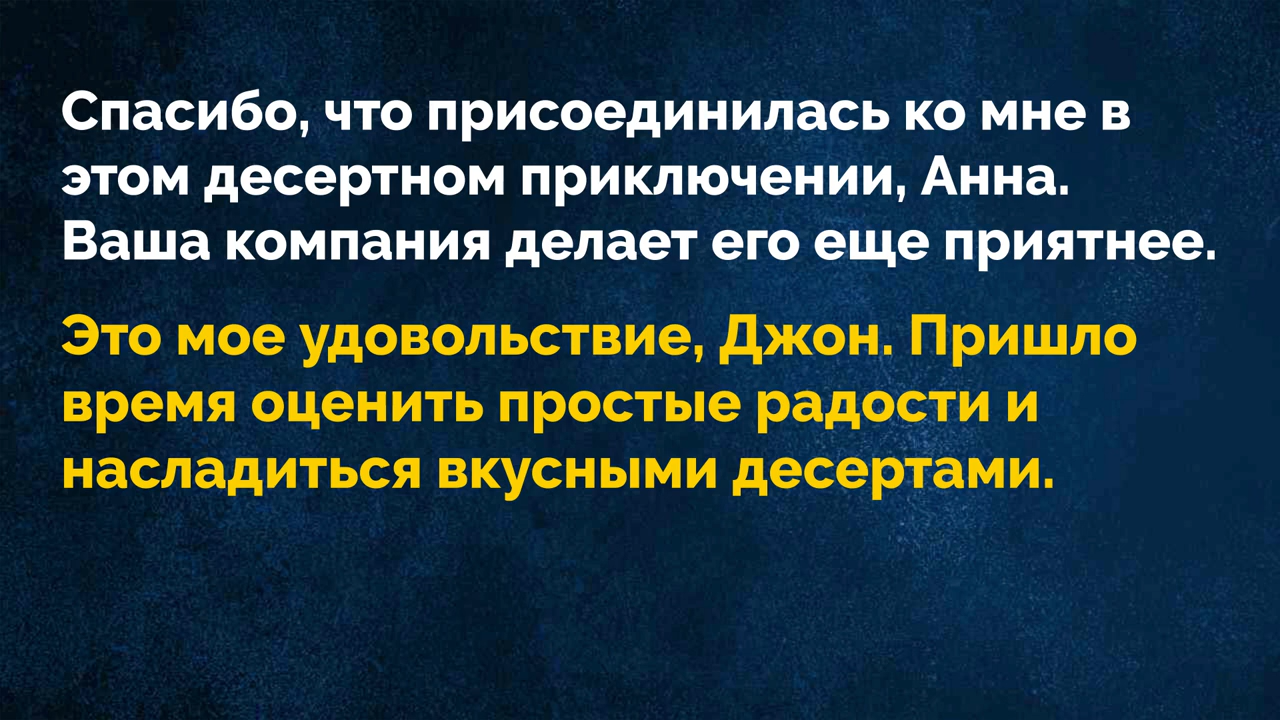 Спасибо, что присоединилась ко мне в
этом десертном приключении, Анна.
Ваша компания делает его еще приятнее.
Это мое удовольствие, Джон. Пришло
время оценить простые радости и
насладиться вкусными десертами.